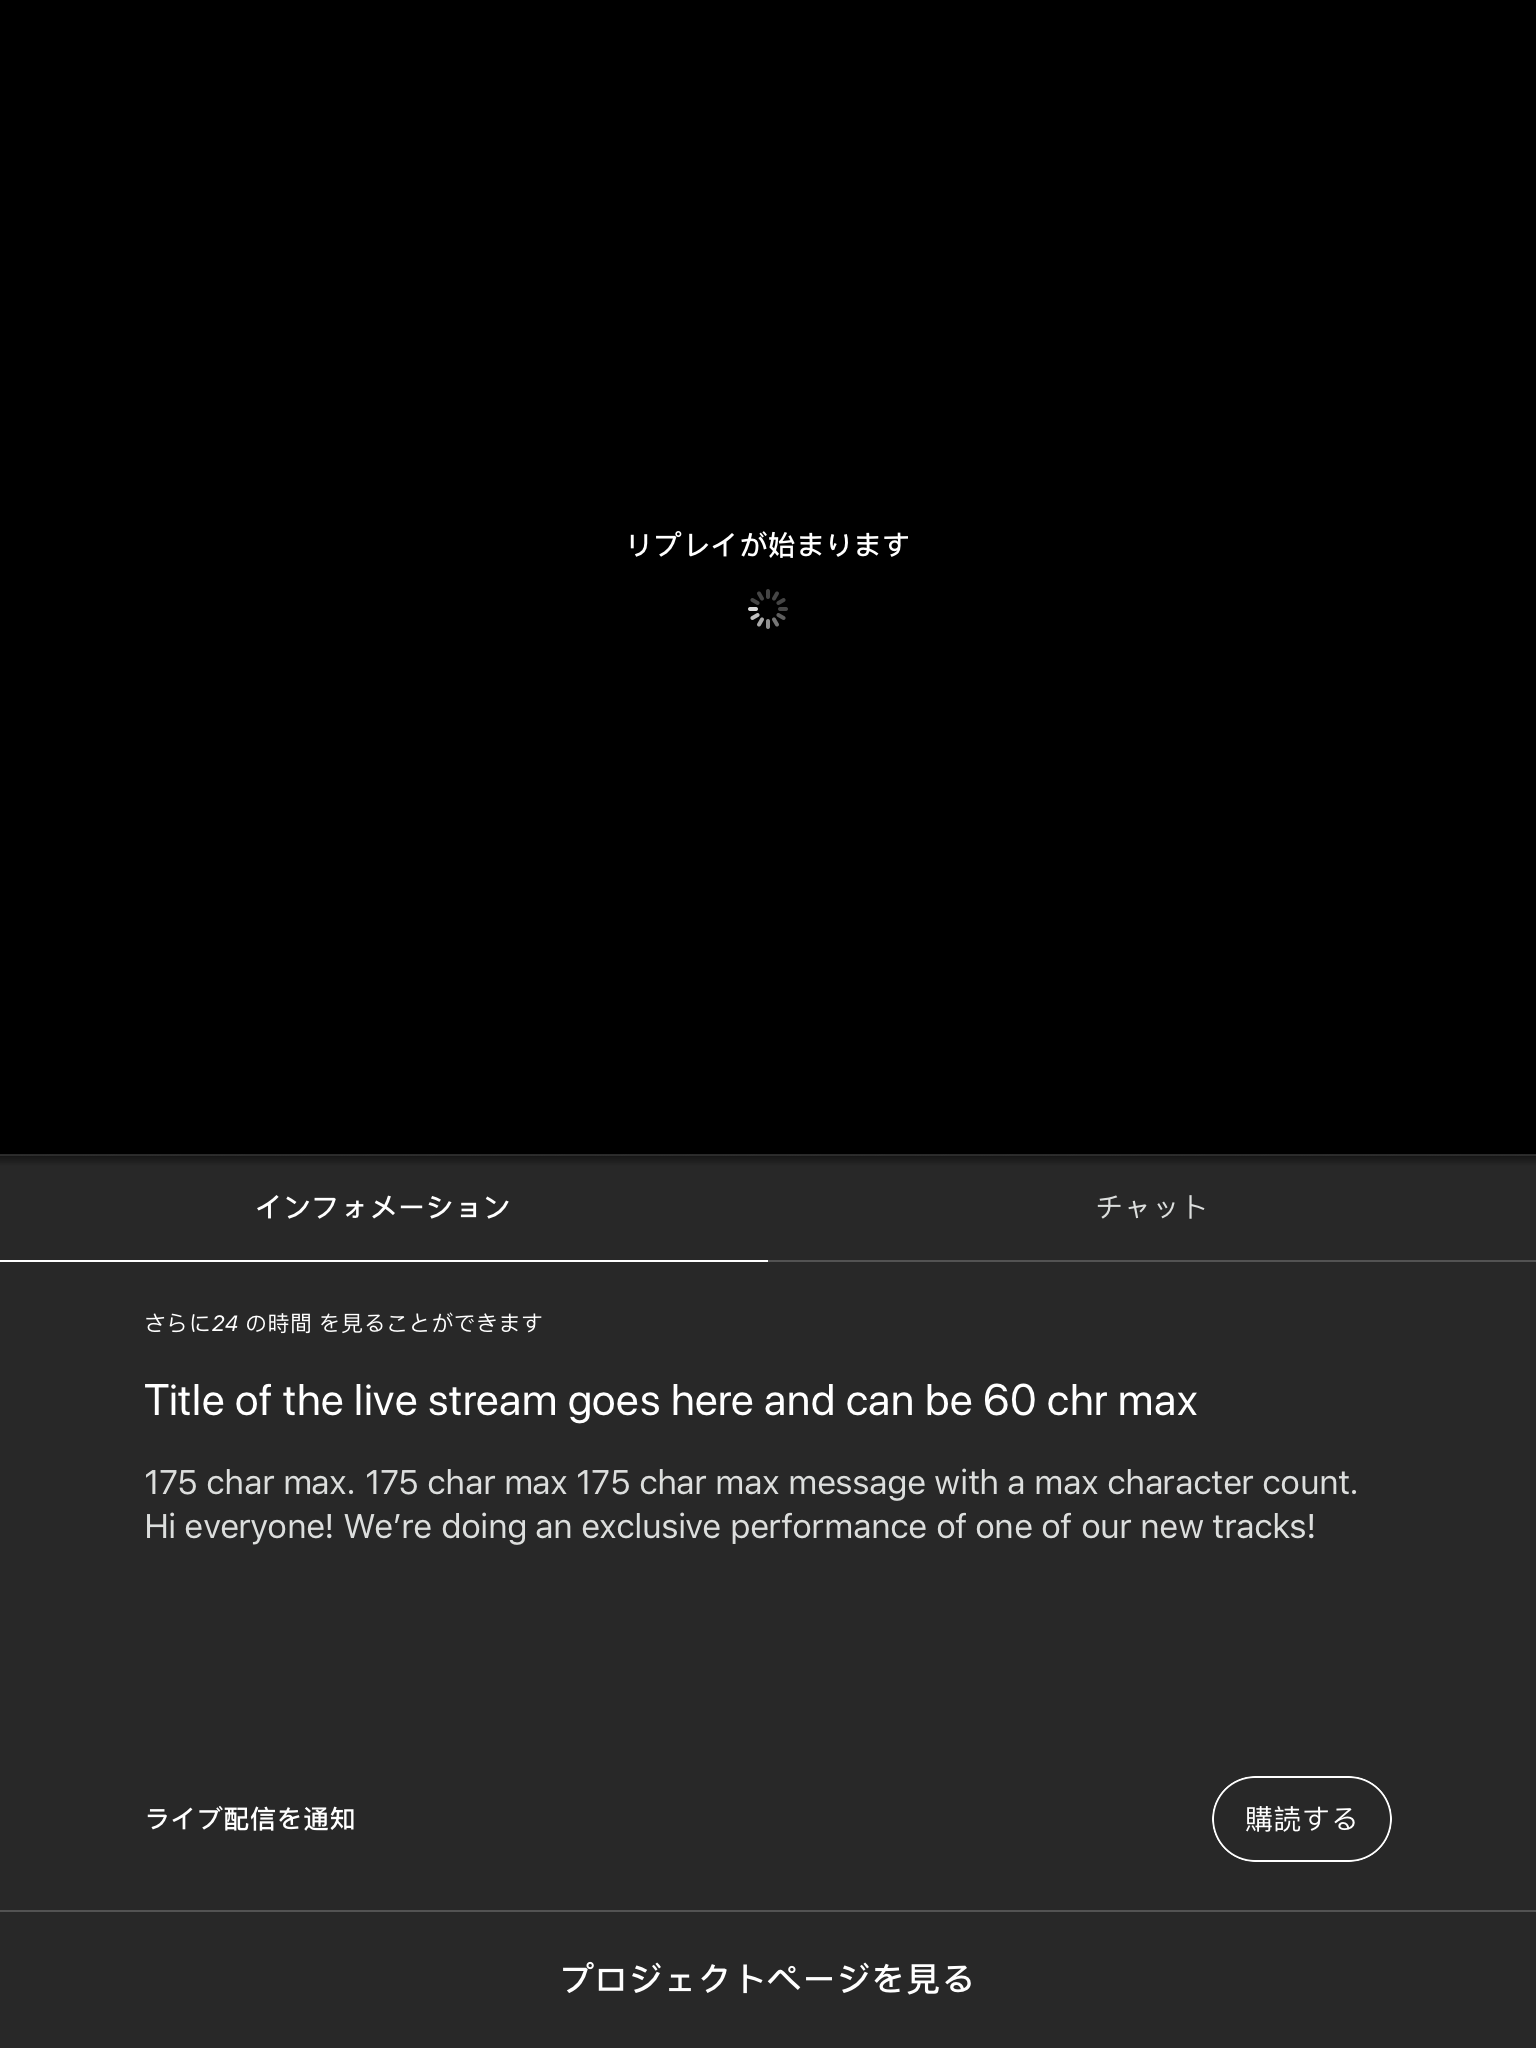 リプレイが始まります
インフォメーション
チャット
さらに24 の時間 を見ることができます
Title of the live stream goes here and can be 60 chr max
175 char max. 175 char max 175 char max message with a max character count.
Hi everyone! We’re doing an exclusive performance of one of our new tracks!
ライブ配信を通知
購読する
プロジェクトページを見る